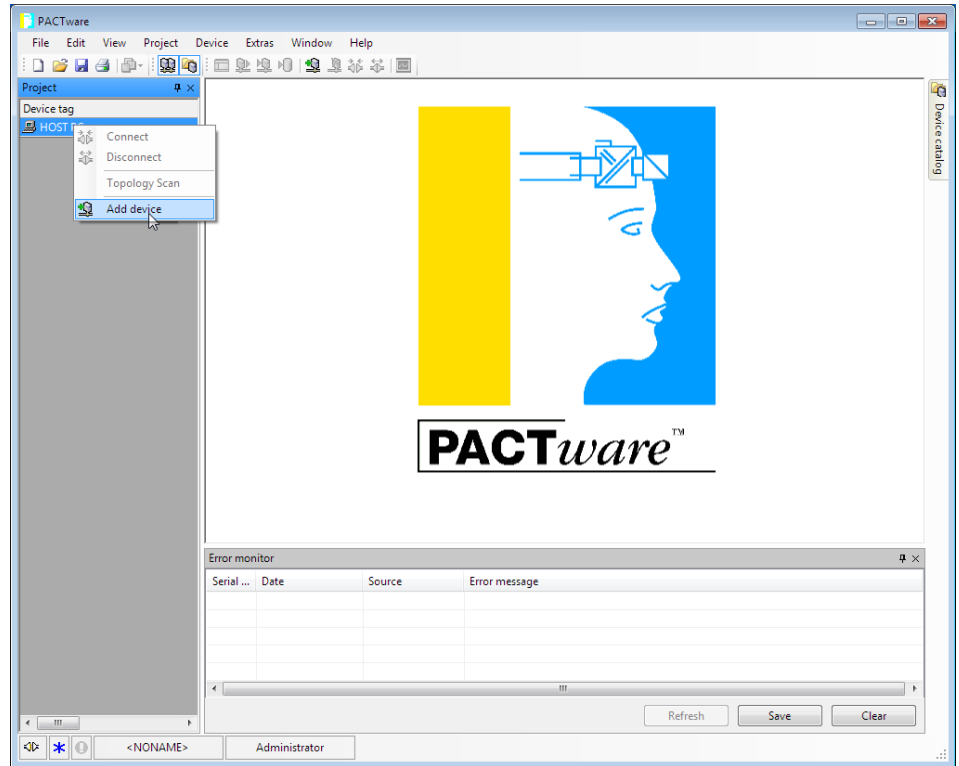 PACTware
File Edit View Project Device Extras Window Help
Project
Device tag
HOST PC
Connect
Disconnect
Topology Scan
Add device
Device catalog
PACTware™
Error monitor
Serial ... Date Source Error message
Refresh Save Clear
<NONAME> Administrator